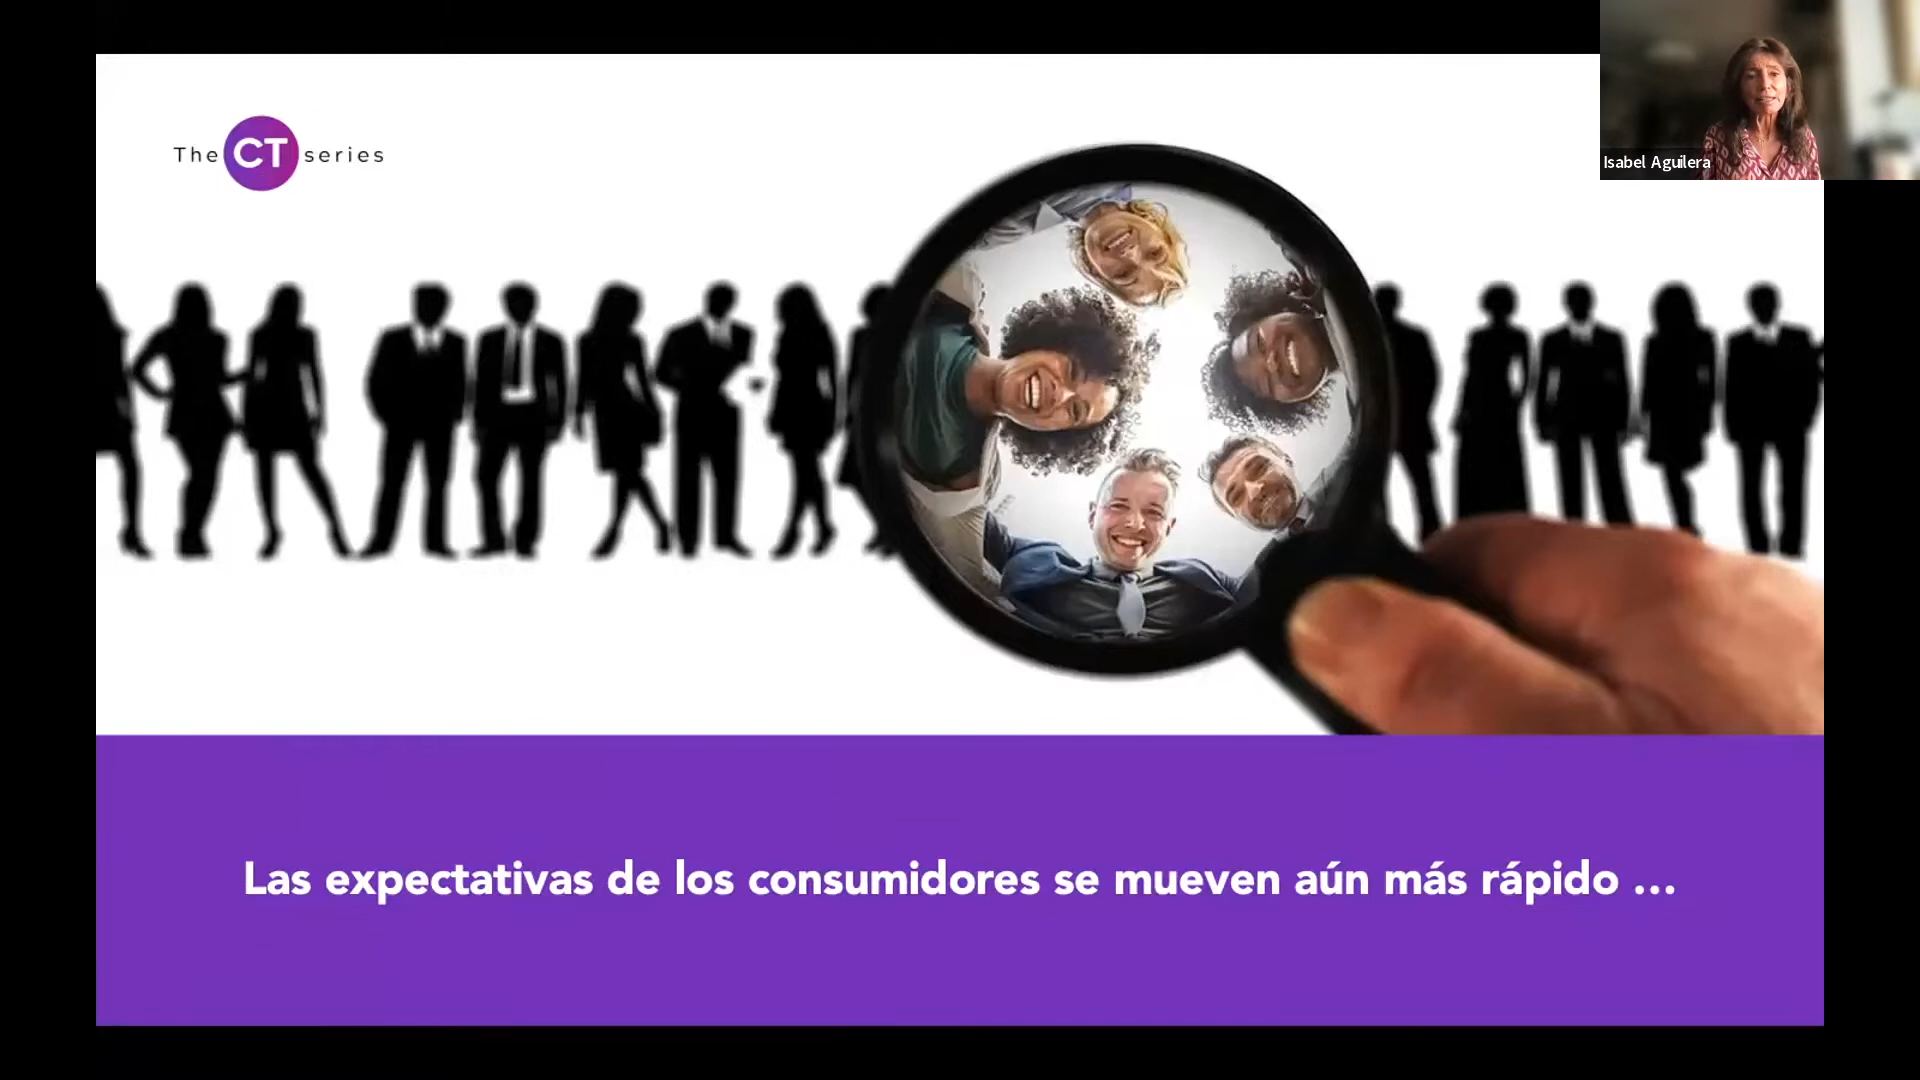 The CT series
Isabel Aguilera
Las expectativas de los consumidores se mueven aún más rápido ...